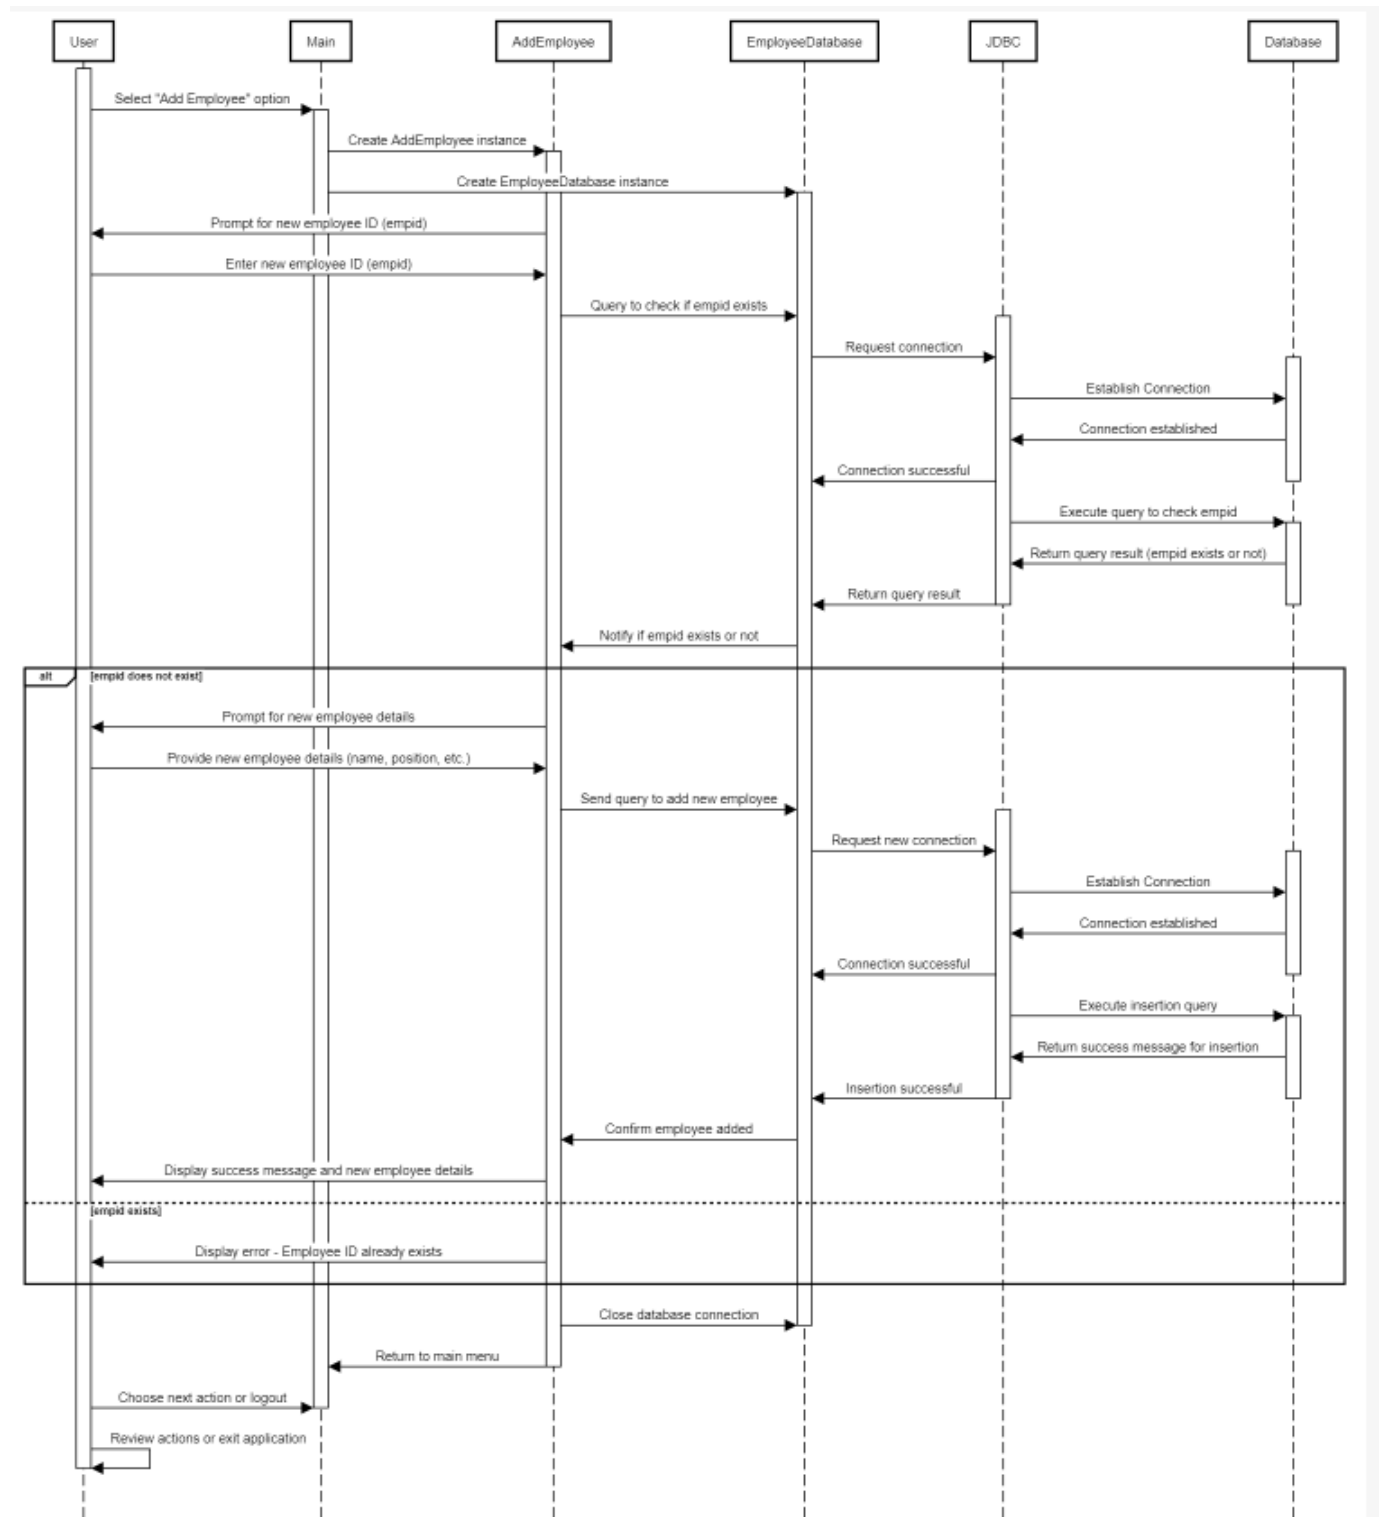 User
Main
AddEmployee
EmployeeDatabase
JDBC
Database
Select "Add Employee" option
Create AddEmployee instance
Create EmployeeDatabase instance
Prompt for new employee ID (empid)
Enter new employee ID (empid)
Query to check if empid exists
Request connection
Establish Connection
Connection established
Connection successful
Execute query to check empid
Return query result (empid exists or not)
Return query result
Notify if empid exists or not
alt
[empid does not exist]
Prompt for new employee details
Provide new employee details (name, position, etc.)
Send query to add new employee
Request new connection
Establish Connection
Connection established
Connection successful
Execute insertion query
Return success message for insertion
Insertion successful
Confirm employee added
Display success message and new employee details
[empid exists]
Display error - Employee ID already exists
Close database connection
Return to main menu
Choose next action or logout
Review actions or exit application